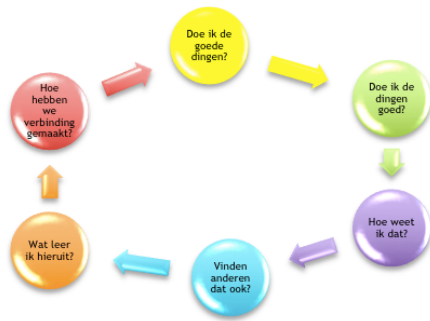 Doe ik de
goede
dingen?
Doe ik de
dingen
goed?
Hoe weet
ik dat?
Vinden
anderen
dat ook?
Wat leer
ik hieruit?
Hoe
hebben
we
verbinding
gemaakt?